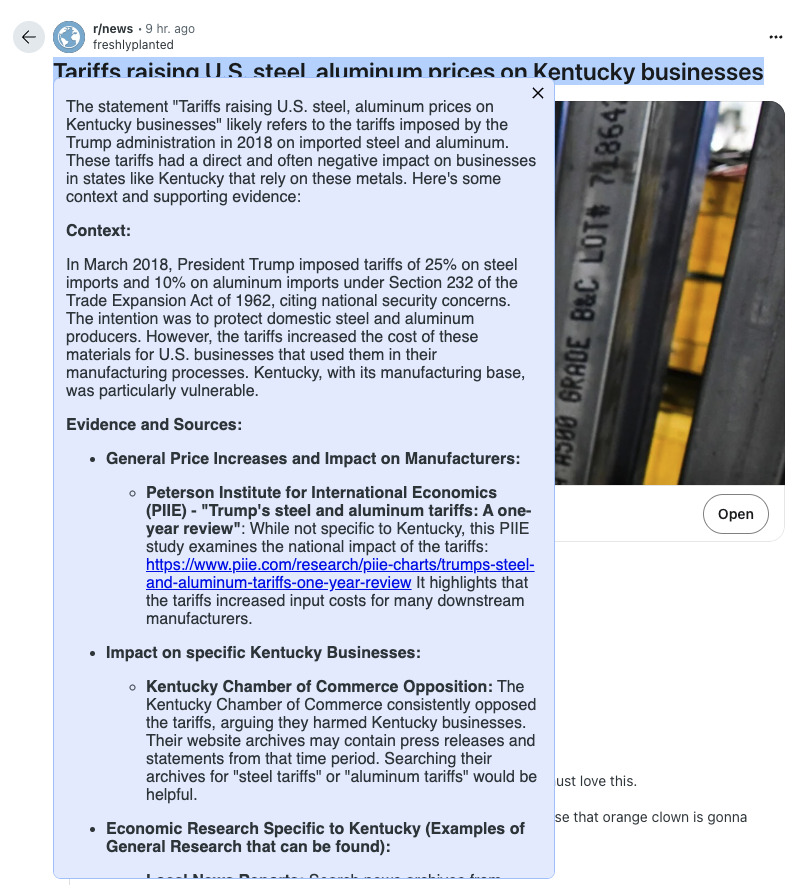 r/news • 9 hr. ago
freshlyplanted
Tariffs raising U.S. steel, aluminum prices on Kentucky businesses
The statement "Tariffs raising U.S. steel, aluminum prices on
Kentucky businesses" likely refers to the tariffs imposed by the
Trump administration in 2018 on imported steel and aluminum.
These tariffs had a direct and often negative impact on businesses
in states like Kentucky that rely on these metals. Here's some
context and supporting evidence:
Context:
In March 2018, President Trump imposed tariffs of 25% on steel
imports and 10% on aluminum imports under Section 232 of the
Trade Expansion Act of 1962, citing national security concerns.
The intention was to protect domestic steel and aluminum
producers. However, the tariffs increased the cost of these
materials for U.S. businesses that used them in their
manufacturing processes. Kentucky, with its manufacturing base,
was particularly vulnerable.
Evidence and Sources:
• General Price Increases and Impact on Manufacturers:
◦ Peterson Institute for International Economics
(PIIE) - "Trump's steel and aluminum tariffs: A one-
year review": While not specific to Kentucky, this PIIE
study examines the national impact of the tariffs:
https://www.piie.com/research/piie-charts/trumps-steel-
and-aluminum-tariffs-one-year-review It highlights that
the tariffs increased input costs for many downstream
manufacturers.
• Impact on specific Kentucky Businesses:
◦ Kentucky Chamber of Commerce Opposition: The
Kentucky Chamber of Commerce consistently opposed
the tariffs, arguing they harmed Kentucky businesses.
Their website archives may contain press releases and
statements from that time period. Searching their
archives for "steel tariffs" or "aluminum tariffs" would be
helpful.
• Economic Research Specific to Kentucky (Examples of
General Research that can be found):
Local News Reports: Search news archives from
A500 GRADE B&C LOT# 718647
Open
ust love this.
se that orange clown is gonna